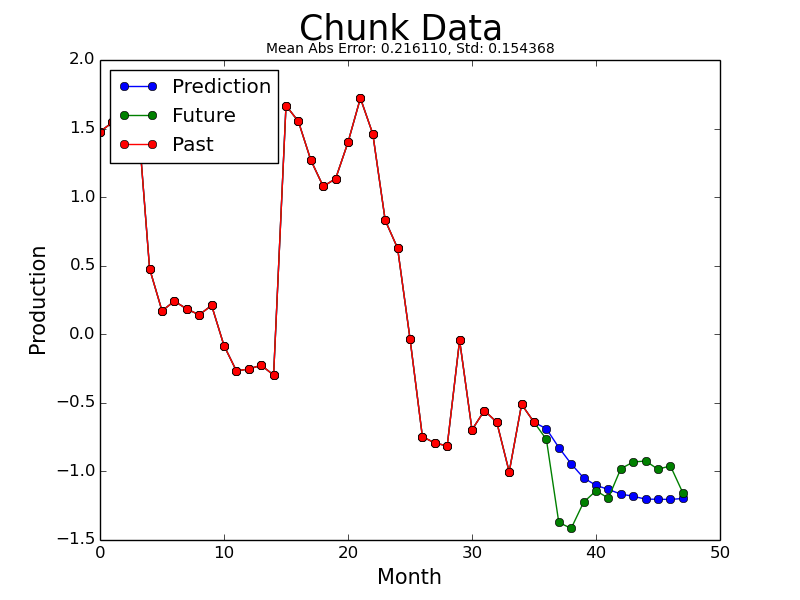 Chunk Data
Mean Abs Error: 0.216110, Std: 0.154368
Prediction
Future
Past
2.0
1.5
1.0
0.5
0.0
−0.5
−1.0
−1.5
Production
0 10 20 30 40 50
Month